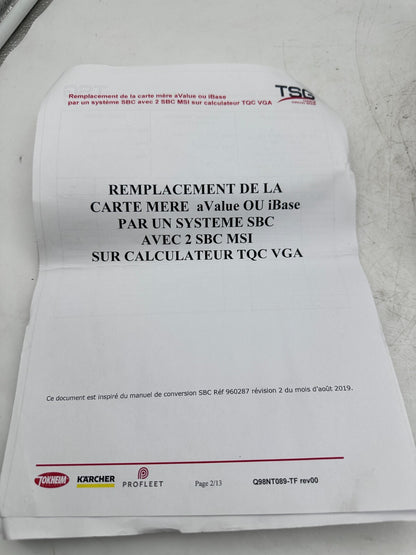 Remplacement de la carte mère aValue ou iBase
par un système SBC avec 2 SBC MSI sur calculateur TQC VGA
TSG
REMPLACEMENT DE LA
CARTE MERE aValue OU iBase
PAR UN SYSTEME SBC
AVEC 2 SBC MSI
SUR CALCULATEUR TQC VGA
Ce document est inspiré du manuel de conversion SBC Réf 960287 révision 2 du mois d'août 2019.
TOKHEIM
KÄRCHER
PROFLEET
Page 2/13
Q98NT089-TF rev00